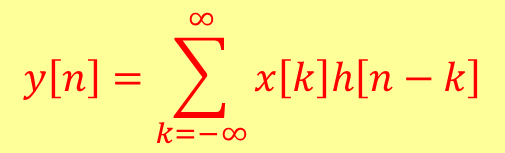 y[n] = ∑_{k=−∞}^{∞} x[k]h[n − k]